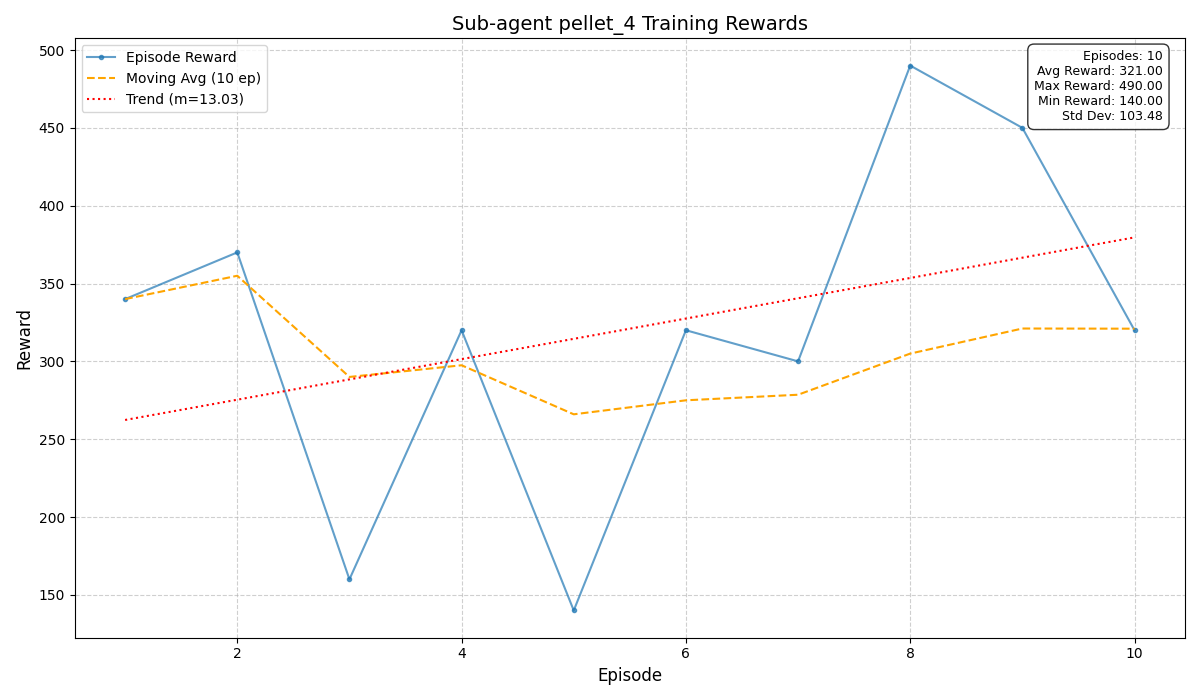 Sub-agent pellet_4 Training Rewards
Episode Reward
Moving Avg (10 ep)
Trend (m=13.03)
Episodes: 10
Avg Reward: 321.00
Max Reward: 490.00
Min Reward: 140.00
Std Dev: 103.48
500
450
400
350
300
250
200
150
Reward
2
4
6
8
10
Episode